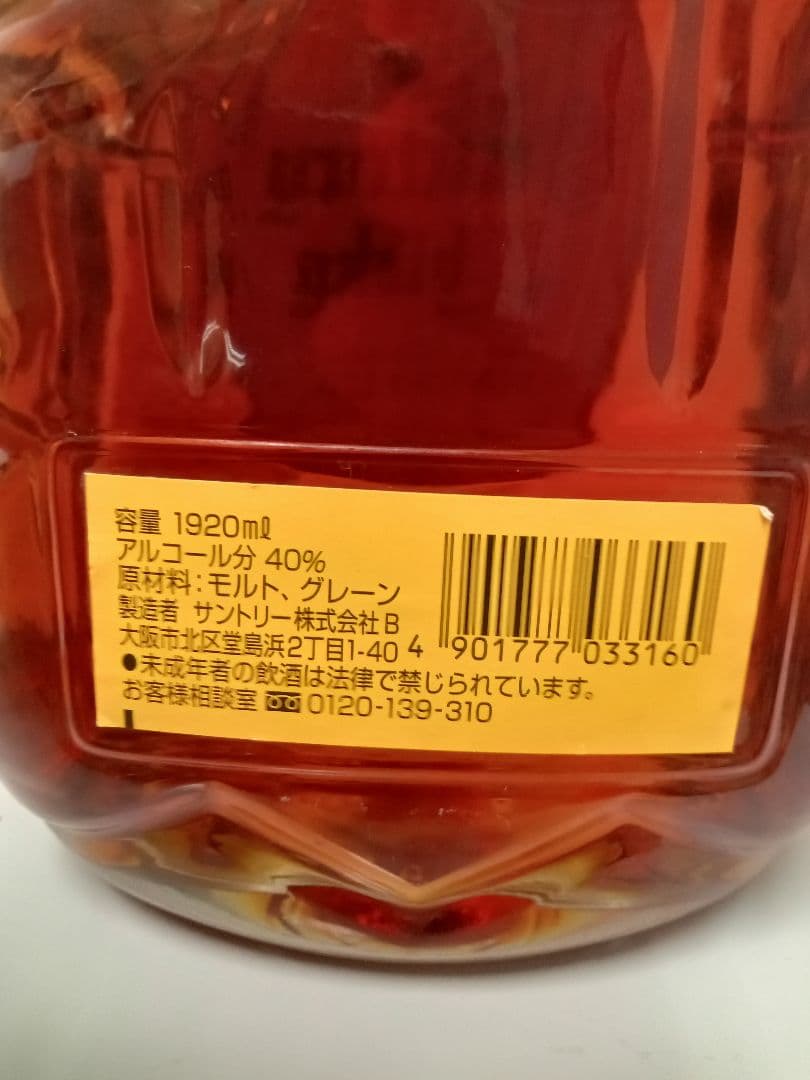 容量 1920mℓ
アルコール分 40%
原材料：モルト、グレーン
製造者 サントリー株式会社B
大阪市北区堂島浜2丁目1-40
●未成年者の飲酒は法律で禁じられています。
お客様相談室 0120-139-310
4 901777 033160